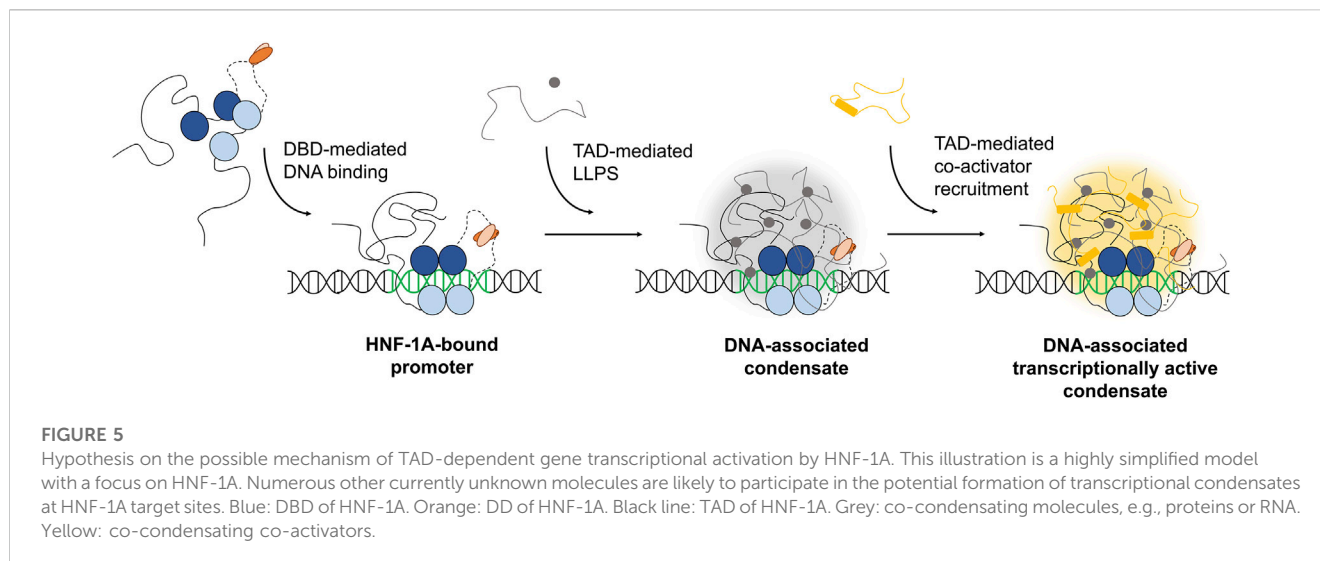 DBD-mediated
DNA binding
TAD-mediated
LLPS
TAD-mediated
co-activator
recruitment
HNF-1A-bound
promoter
DNA-associated
condensate
DNA-associated
transcriptionally active
condensate
FIGURE 5
Hypothesis on the possible mechanism of TAD-dependent gene transcriptional activation by HNF-1A. This illustration is a highly simplified model
with a focus on HNF-1A. Numerous other currently unknown molecules are likely to participate in the potential formation of transcriptional condensates
at HNF-1A target sites. Blue: DBD of HNF-1A. Orange: DD of HNF-1A. Black line: TAD of HNF-1A. Grey: co-condensating molecules, e.g., proteins or RNA.
Yellow: co-condensating co-activators.